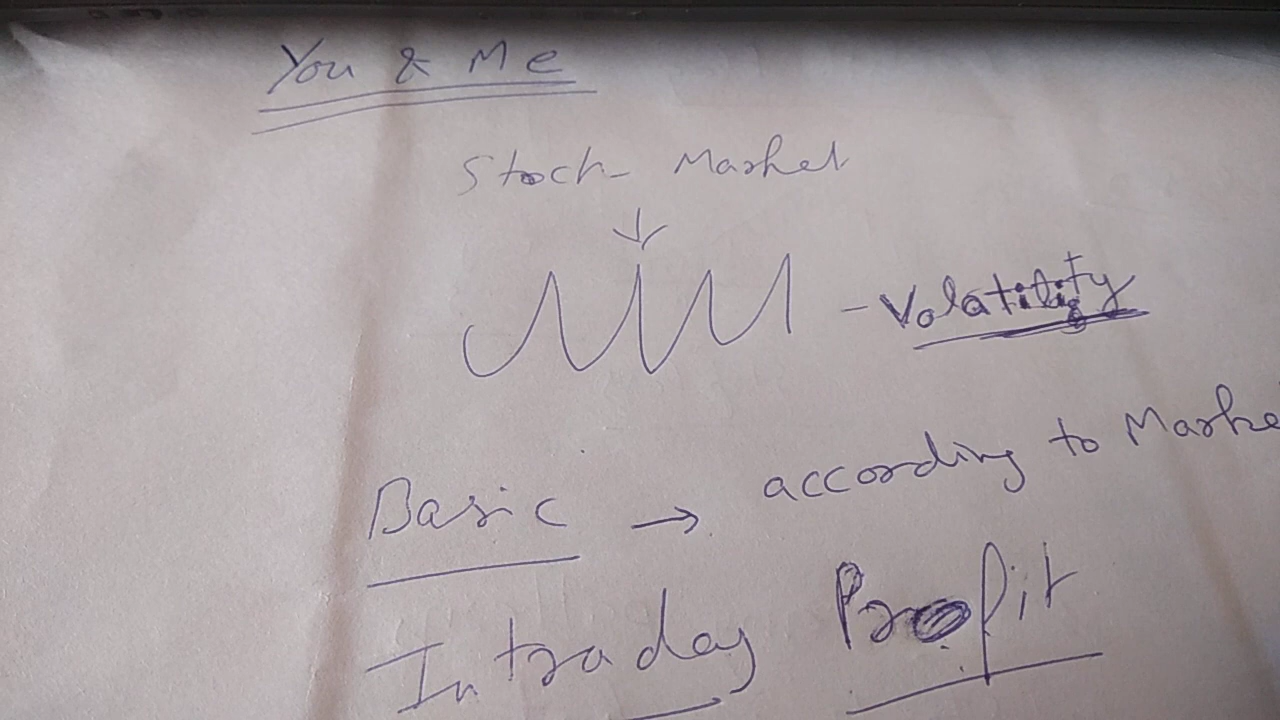 You & Me
Stock Market
- Volatility
Basic → according to Marke
Intraday Profit